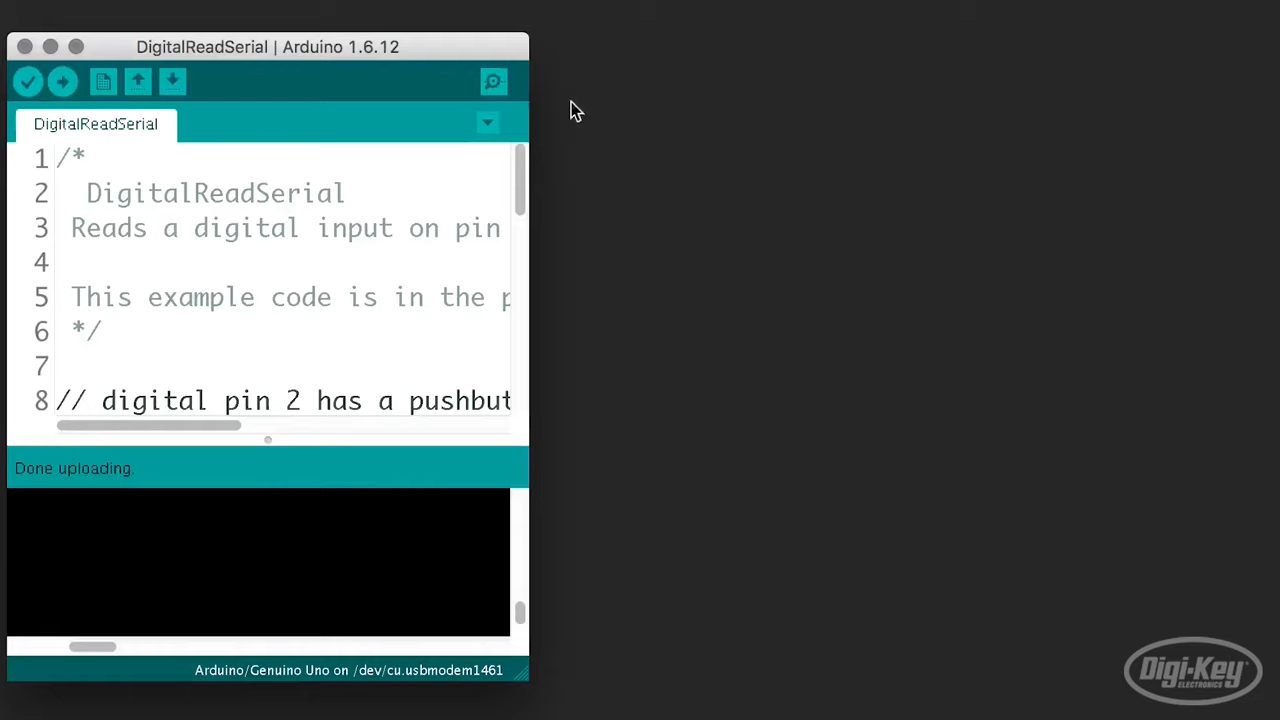 DigitalReadSerial | Arduino 1.6.12
DigitalReadSerial
1 /*
2 DigitalReadSerial
3 Reads a digital input on pin
4
5 This example code is in the p
6 */
7
8 // digital pin 2 has a pushbut
Done uploading.
Arduino/Genuino Uno on /dev/cu.usbmodem1461
Digi-Key
ELECTRONICS